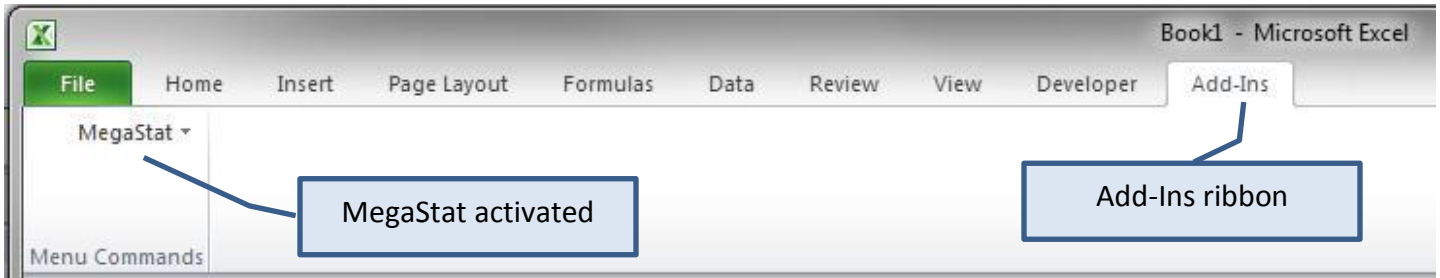 Book1 - Microsoft Excel
File Home Insert Page Layout Formulas Data Review View Developer Add-Ins
MegaStat
MegaStat activated
Add-Ins ribbon
Menu Commands